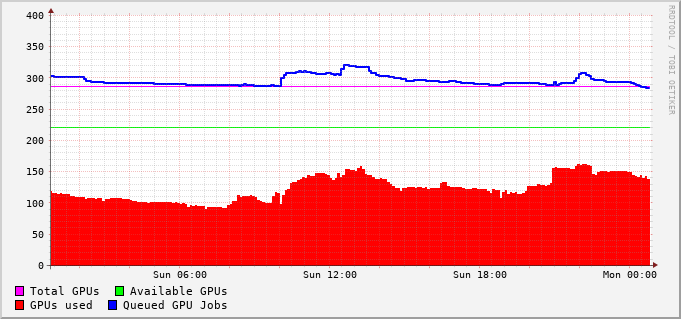 RRDTOOL / TOBI OETIKER
400
350
300
250
200
150
100
50
0
Sun 06:00 Sun 12:00 Sun 18:00 Mon 00:00
Total GPUs Available GPUs
GPUs used Queued GPU Jobs